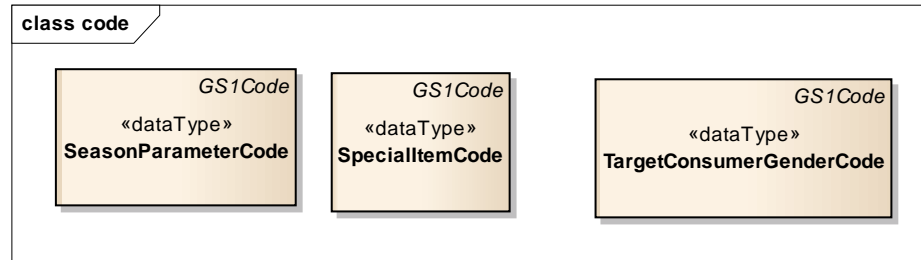 class code
GS1Code
«dataType»
SeasonParameterCode
GS1Code
«dataType»
SpecialItemCode
GS1Code
«dataType»
TargetConsumerGenderCode